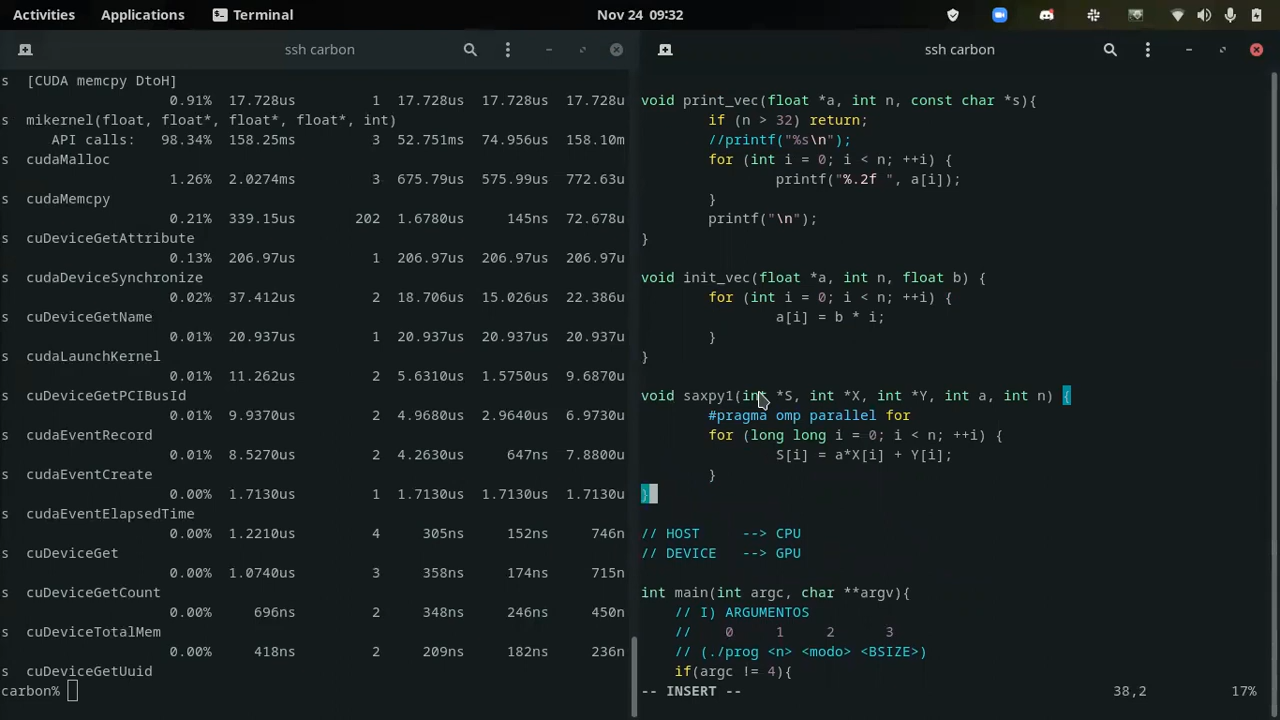 Activities Applications Terminal Nov 24 09:32
ssh carbon
s [CUDA memcpy DtoH]
0.91% 17.728us 1 17.728us 17.728us 17.728u
s mikernel(float, float*, float*, float*, int)
API calls: 98.34% 158.25ms 3 52.751ms 74.956us 158.10m
s cudaMalloc
1.26% 2.0274ms 3 675.79us 575.99us 772.63u
s cudaMemcpy
0.21% 339.15us 202 1.6780us 145ns 72.678u
s cuDeviceGetAttribute
0.13% 206.97us 1 206.97us 206.97us 206.97u
s cudaDeviceSynchronize
0.02% 37.412us 2 18.706us 15.026us 22.386u
s cuDeviceGetName
0.01% 20.937us 1 20.937us 20.937us 20.937u
s cudaLaunchKernel
0.01% 11.262us 2 5.6310us 1.5750us 9.6870u
s cuDeviceGetPCIBusId
0.01% 9.9370us 2 4.9680us 2.9640us 6.9730u
s cudaEventRecord
0.01% 8.5270us 2 4.2630us 647ns 7.8800u
s cudaEventCreate
0.00% 1.7130us 1 1.7130us 1.7130us 1.7130u
s cudaEventElapsedTime
0.00% 1.2210us 4 305ns 152ns 746n
s cuDeviceGet
0.00% 1.0740us 3 358ns 174ns 715n
s cuDeviceGetCount
0.00% 696ns 2 348ns 246ns 450n
s cuDeviceTotalMem
0.00% 418ns 2 209ns 182ns 236n
s cuDeviceGetUuid
carbon%
ssh carbon
void print_vec(float *a, int n, const char *s){
if (n > 32) return;
//printf("%s\n");
for (int i = 0; i < n; ++i) {
printf("%.2f ", a[i]);
}
printf("\n");
}
void init_vec(float *a, int n, float b) {
for (int i = 0; i < n; ++i) {
a[i] = b * i;
}
}
void saxpy1(int *S, int *X, int *Y, int a, int n) {
#pragma omp parallel for
for (long long i = 0; i < n; ++i) {
S[i] = a*X[i] + Y[i];
}
}
// HOST --> CPU
// DEVICE --> GPU
int main(int argc, char **argv){
// I) ARGUMENTOS
// 0 1 2 3
// (./prog <n> <modo> <BSIZE>)
if(argc != 4){
-- INSERT -- 38,2 17%